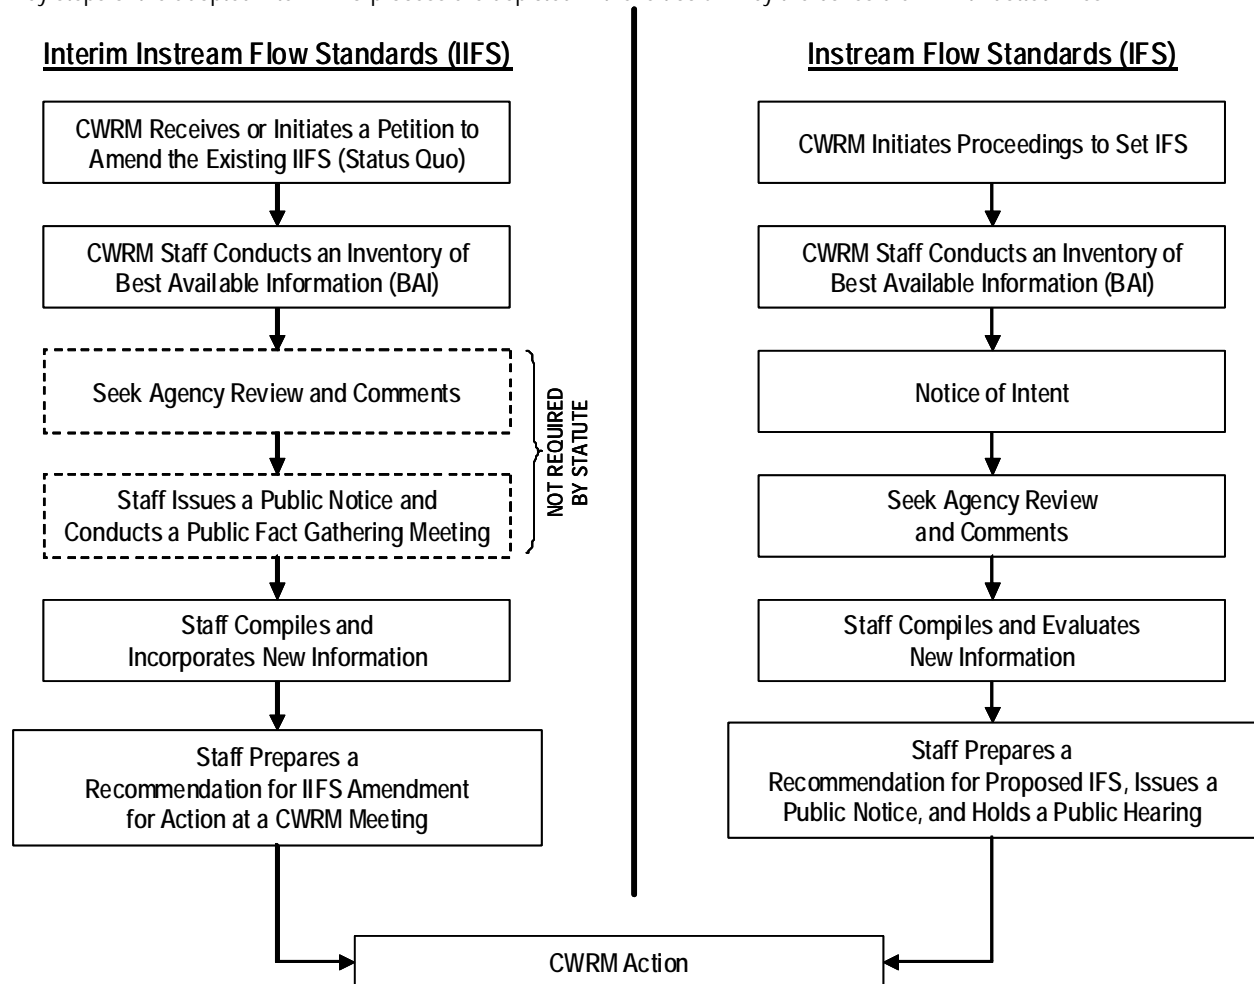 Interim Instream Flow Standards (IIFS)
CWRM Receives or Initiates a Petition to
Amend the Existing IIFS (Status Quo)
CWRM Staff Conducts an Inventory of
Best Available Information (BAI)
Seek Agency Review and Comments
Staff Issues a Public Notice and
Conducts a Public Fact Gathering Meeting
NOT REQUIRED
BY STATUTE
Staff Compiles and
Incorporates New Information
Staff Prepares a
Recommendation for IIFS Amendment
for Action at a CWRM Meeting
Instream Flow Standards (IFS)
CWRM Initiates Proceedings to Set IFS
CWRM Staff Conducts an Inventory of
Best Available Information (BAI)
Notice of Intent
Seek Agency Review
and Comments
Staff Compiles and Evaluates
New Information
Staff Prepares a
Recommendation for Proposed IFS, Issues a
Public Notice, and Holds a Public Hearing
CWRM Action